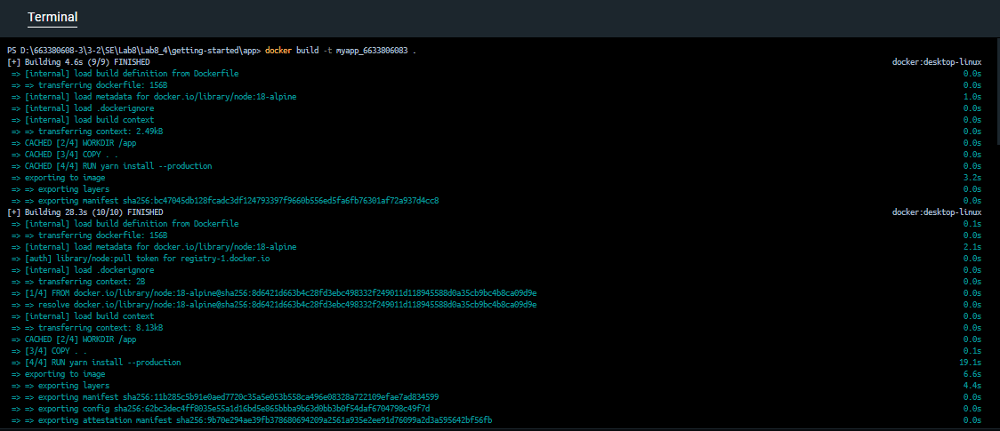 Terminal
PS D:\663380608-3\3-2\SE\Lab8\Lab8_4\getting-started\app> docker build -t myapp_6633806083 .
[+] Building 4.6s (9/9) FINISHED docker:desktop-linux
=> [internal] load build definition from Dockerfile 0.0s
=> => transferring dockerfile: 156B 0.0s
=> [internal] load metadata for docker.io/library/node:18-alpine 1.0s
=> [internal] load .dockerignore 0.0s
=> [internal] load build context 0.0s
=> => transferring context: 2.49kB 0.0s
=> CACHED [2/4] WORKDIR /app 0.0s
=> CACHED [3/4] COPY . . 0.0s
=> CACHED [4/4] RUN yarn install --production 0.0s
=> exporting to image 3.2s
=> => exporting layers 0.0s
=> => exporting manifest sha256:bc47045db128fcadc3df124793397f9660b556ed5fa6fb76301af72a937d4cc8 0.0s
[+] Building 28.3s (10/10) FINISHED docker:desktop-linux
=> [internal] load build definition from Dockerfile 0.1s
=> => transferring dockerfile: 156B 0.0s
=> [internal] load metadata for docker.io/library/node:18-alpine 2.1s
=> [auth] library/node:pull token for registry-1.docker.io 0.0s
=> [internal] load .dockerignore 0.0s
=> => transferring context: 2B 0.0s
=> [1/4] FROM docker.io/library/node:18-alpine@sha256:8d6421d663b4c28fd3ebc498332f249011d118945588d0a35cb9bc4b8ca09d9e 0.0s
=> => resolve docker.io/library/node:18-alpine@sha256:8d6421d663b4c28fd3ebc498332f249011d118945588d0a35cb9bc4b8ca09d9e 0.0s
=> [internal] load build context 0.0s
=> => transferring context: 8.13kB 0.0s
=> CACHED [2/4] WORKDIR /app 0.0s
=> [3/4] COPY . . 0.1s
=> [4/4] RUN yarn install --production 19.1s
=> exporting to image 6.6s
=> => exporting layers 4.4s
=> => exporting manifest sha256:11b285c5b91e0aed7720c35a5e053b558ca496e08328a722109efae7ad834599 0.0s
=> => exporting config sha256:62bc3dec4ff8035e55a1d16bd5e865bbba9b63d0bb3b0f54daf6704798c49f7d 0.0s
=> => exporting attestation manifest sha256:9b70e294ae39fb378680694209a2561a935e2ee91d76099a2d3a595642bf56fb 0.0s